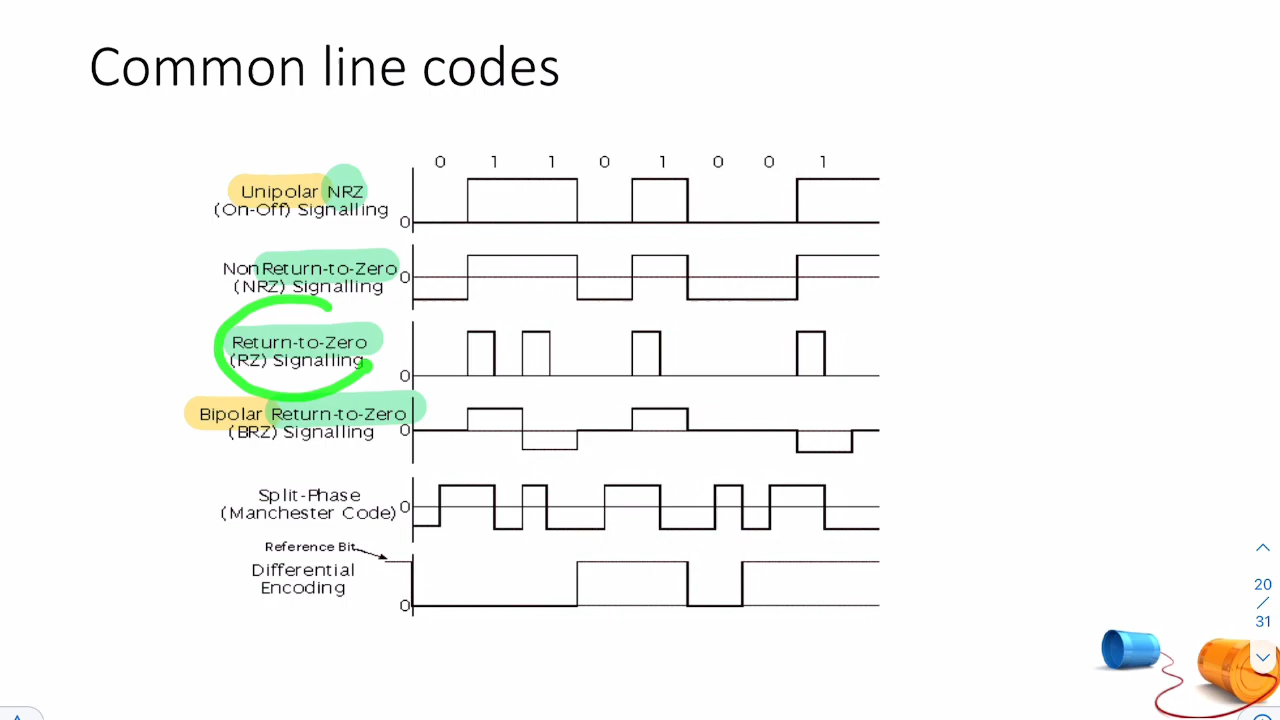 Common line codes
0 1 1 0 1 0 0 1
Unipolar NRZ
(On-Off) Signalling
0
Non Return-to-Zero
(NRZ) Signalling
0
Return-to-Zero
(RZ) Signalling
0
Bipolar Return-to-Zero
(BRZ) Signalling
0
Split-Phase
(Manchester Code)
0
Reference Bit
Differential
Encoding
0
20
/
31